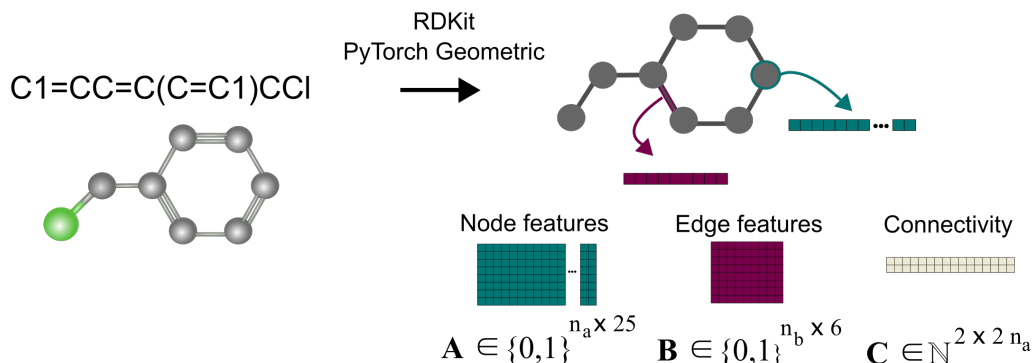 RDKit
PyTorch Geometric
C1=CC=C(C=C1)CCl
Node features
Edge features
Connectivity
A ∈ {0,1}^{n_a × 25}
B ∈ {0,1}^{n_b × 6}
C ∈ ℕ^{2 × 2 n_a}